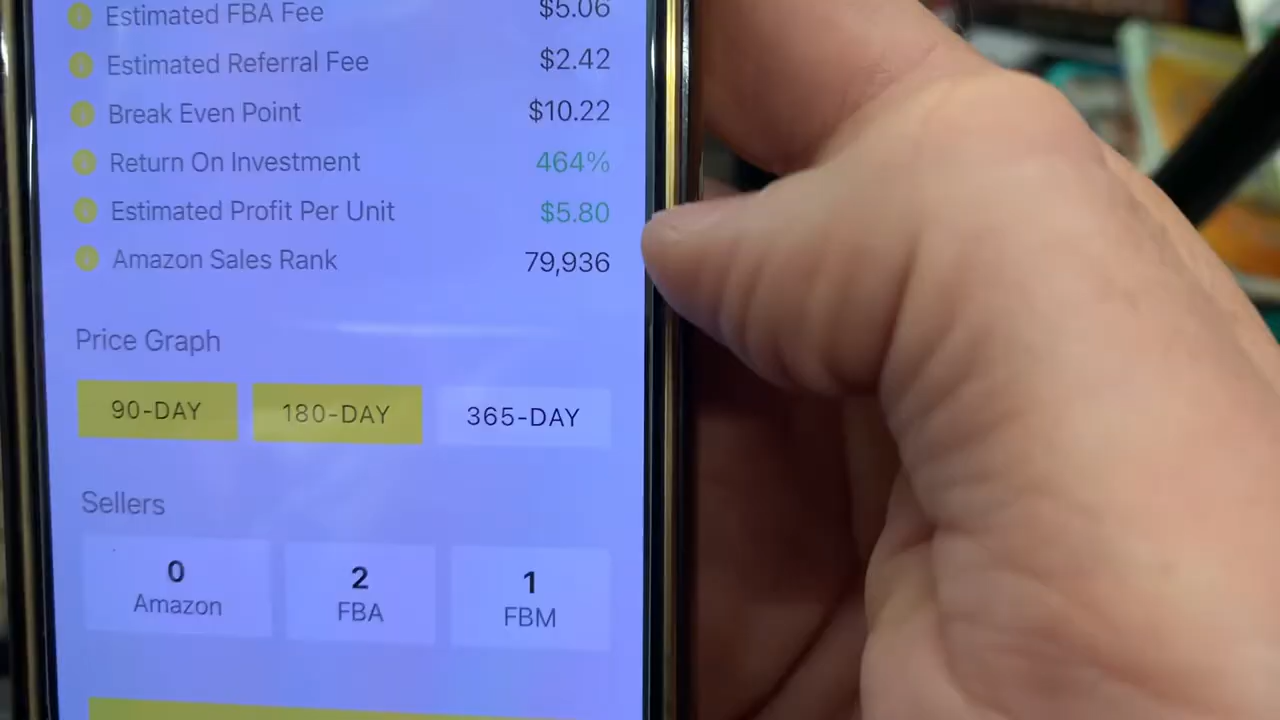 Estimated FBA Fee $5.06
Estimated Referral Fee $2.42
Break Even Point $10.22
Return On Investment 464%
Estimated Profit Per Unit $5.80
Amazon Sales Rank 79,936
Price Graph
90-DAY 180-DAY 365-DAY
Sellers
0 2 1
Amazon FBA FBM